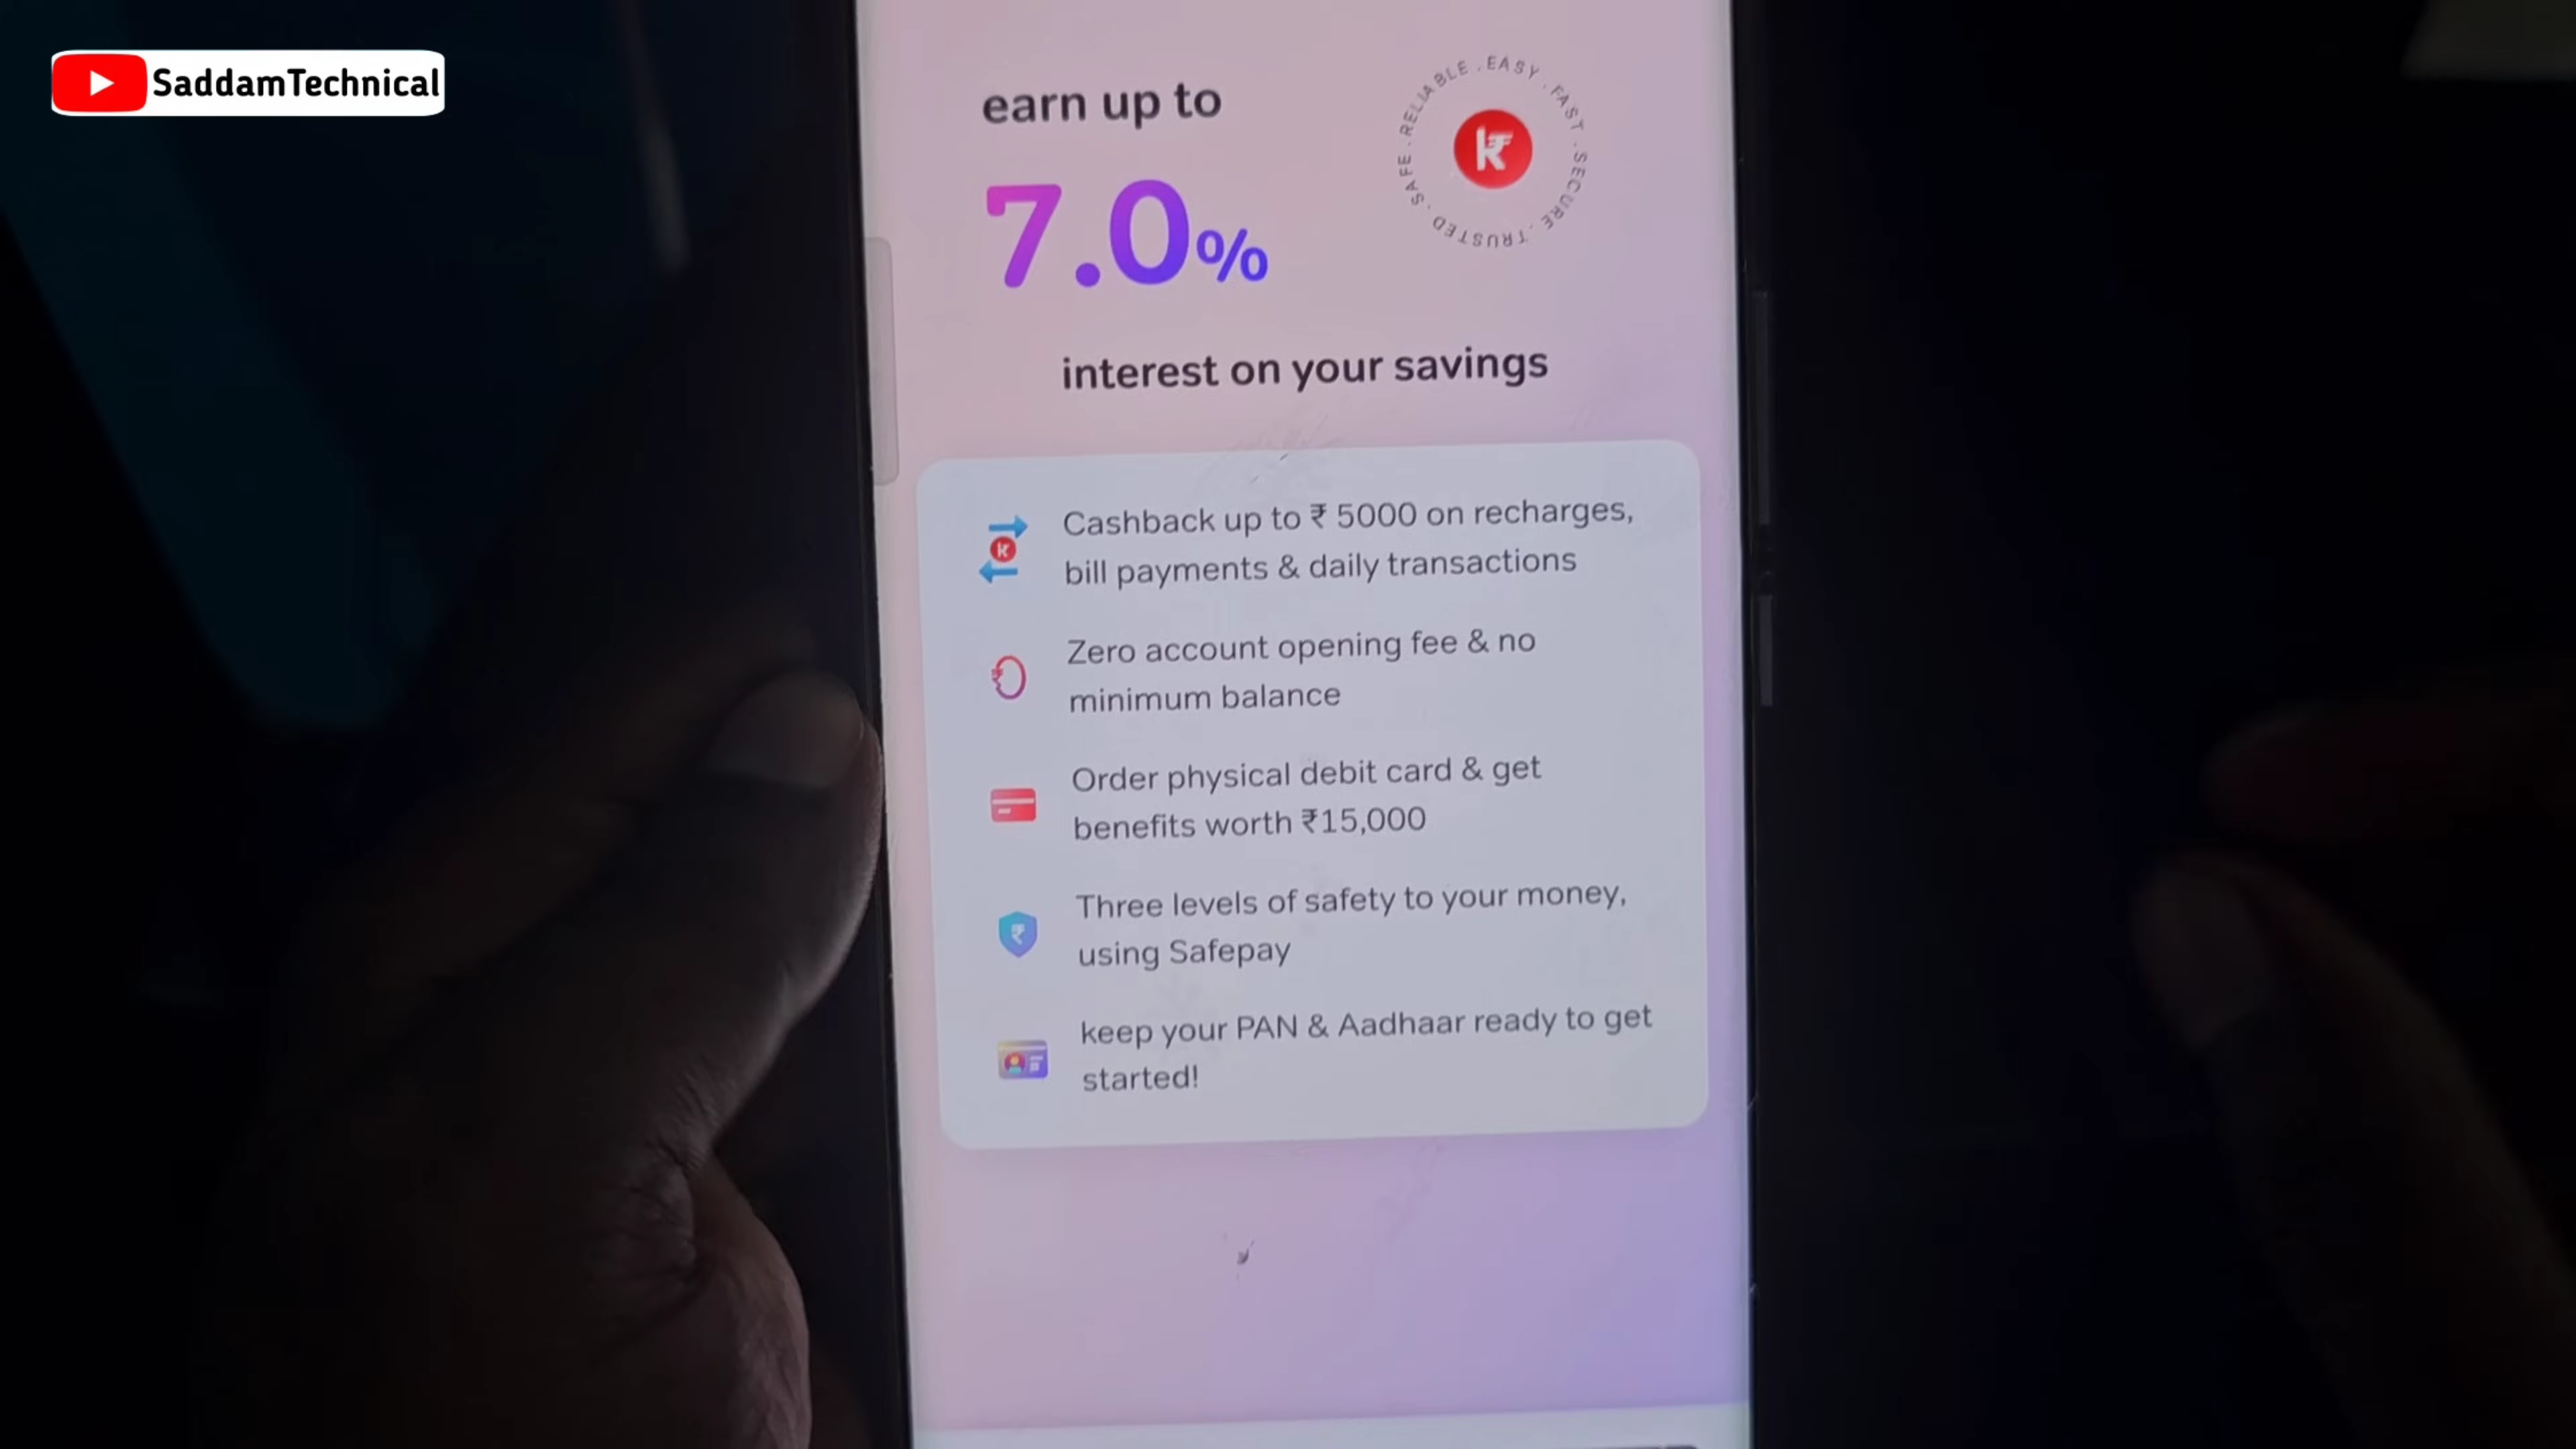 SaddamTechnical
earn up to
7.0%
SAFE . RELIABLE . EASY . FAST . SECURE . TRUSTED .
interest on your savings
Cashback up to ₹ 5000 on recharges,
bill payments & daily transactions
Zero account opening fee & no
minimum balance
Order physical debit card & get
benefits worth ₹15,000
Three levels of safety to your money,
using Safepay
keep your PAN & Aadhaar ready to get
started!